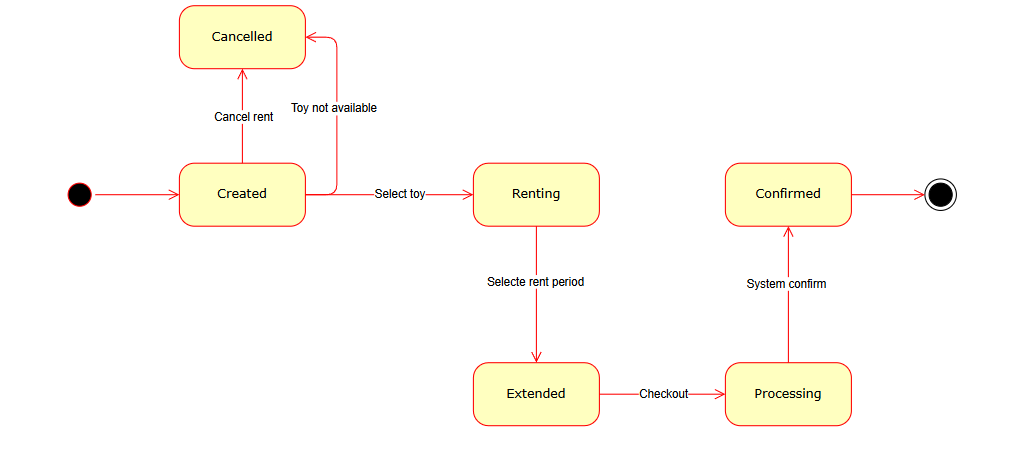 Cancelled
Toy not available
Cancel rent
Created
Select toy
Renting
Confirmed
Selecte rent period
System confirm
Extended
Checkout
Processing